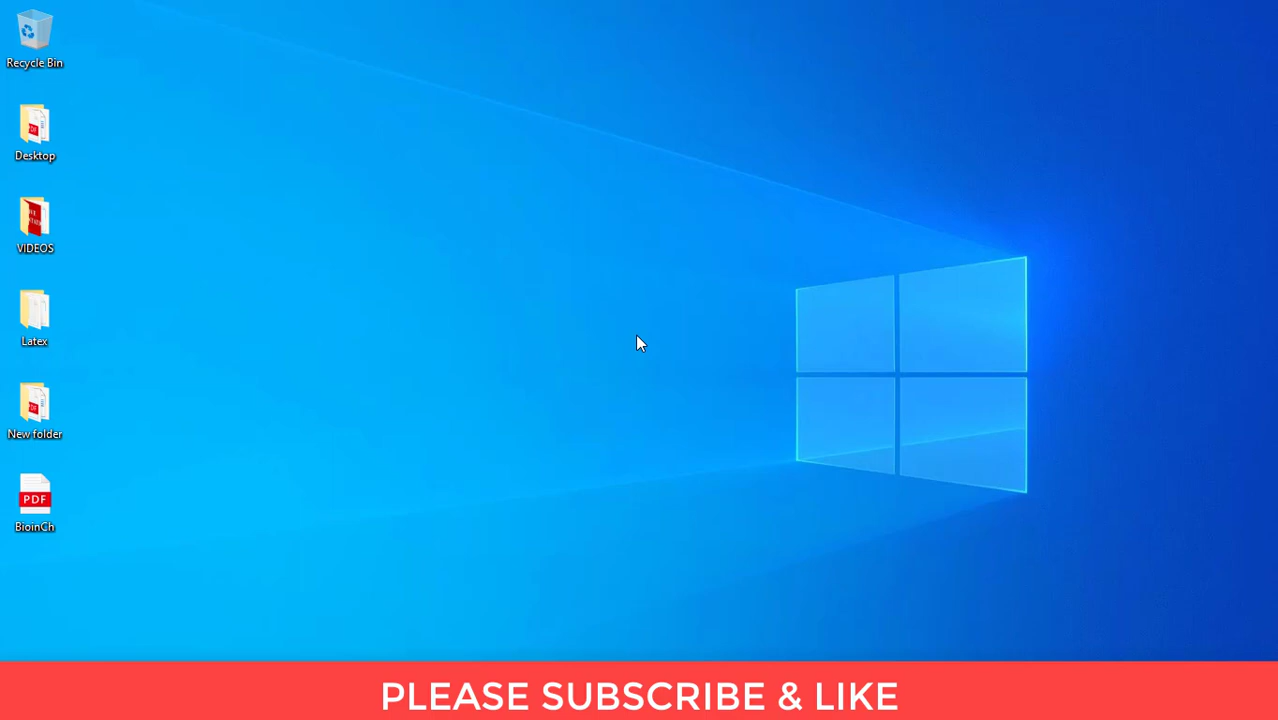 Recycle Bin
Desktop
VIDEOS
Latex
New folder
PDF
BioinCh
PLEASE SUBSCRIBE & LIKE